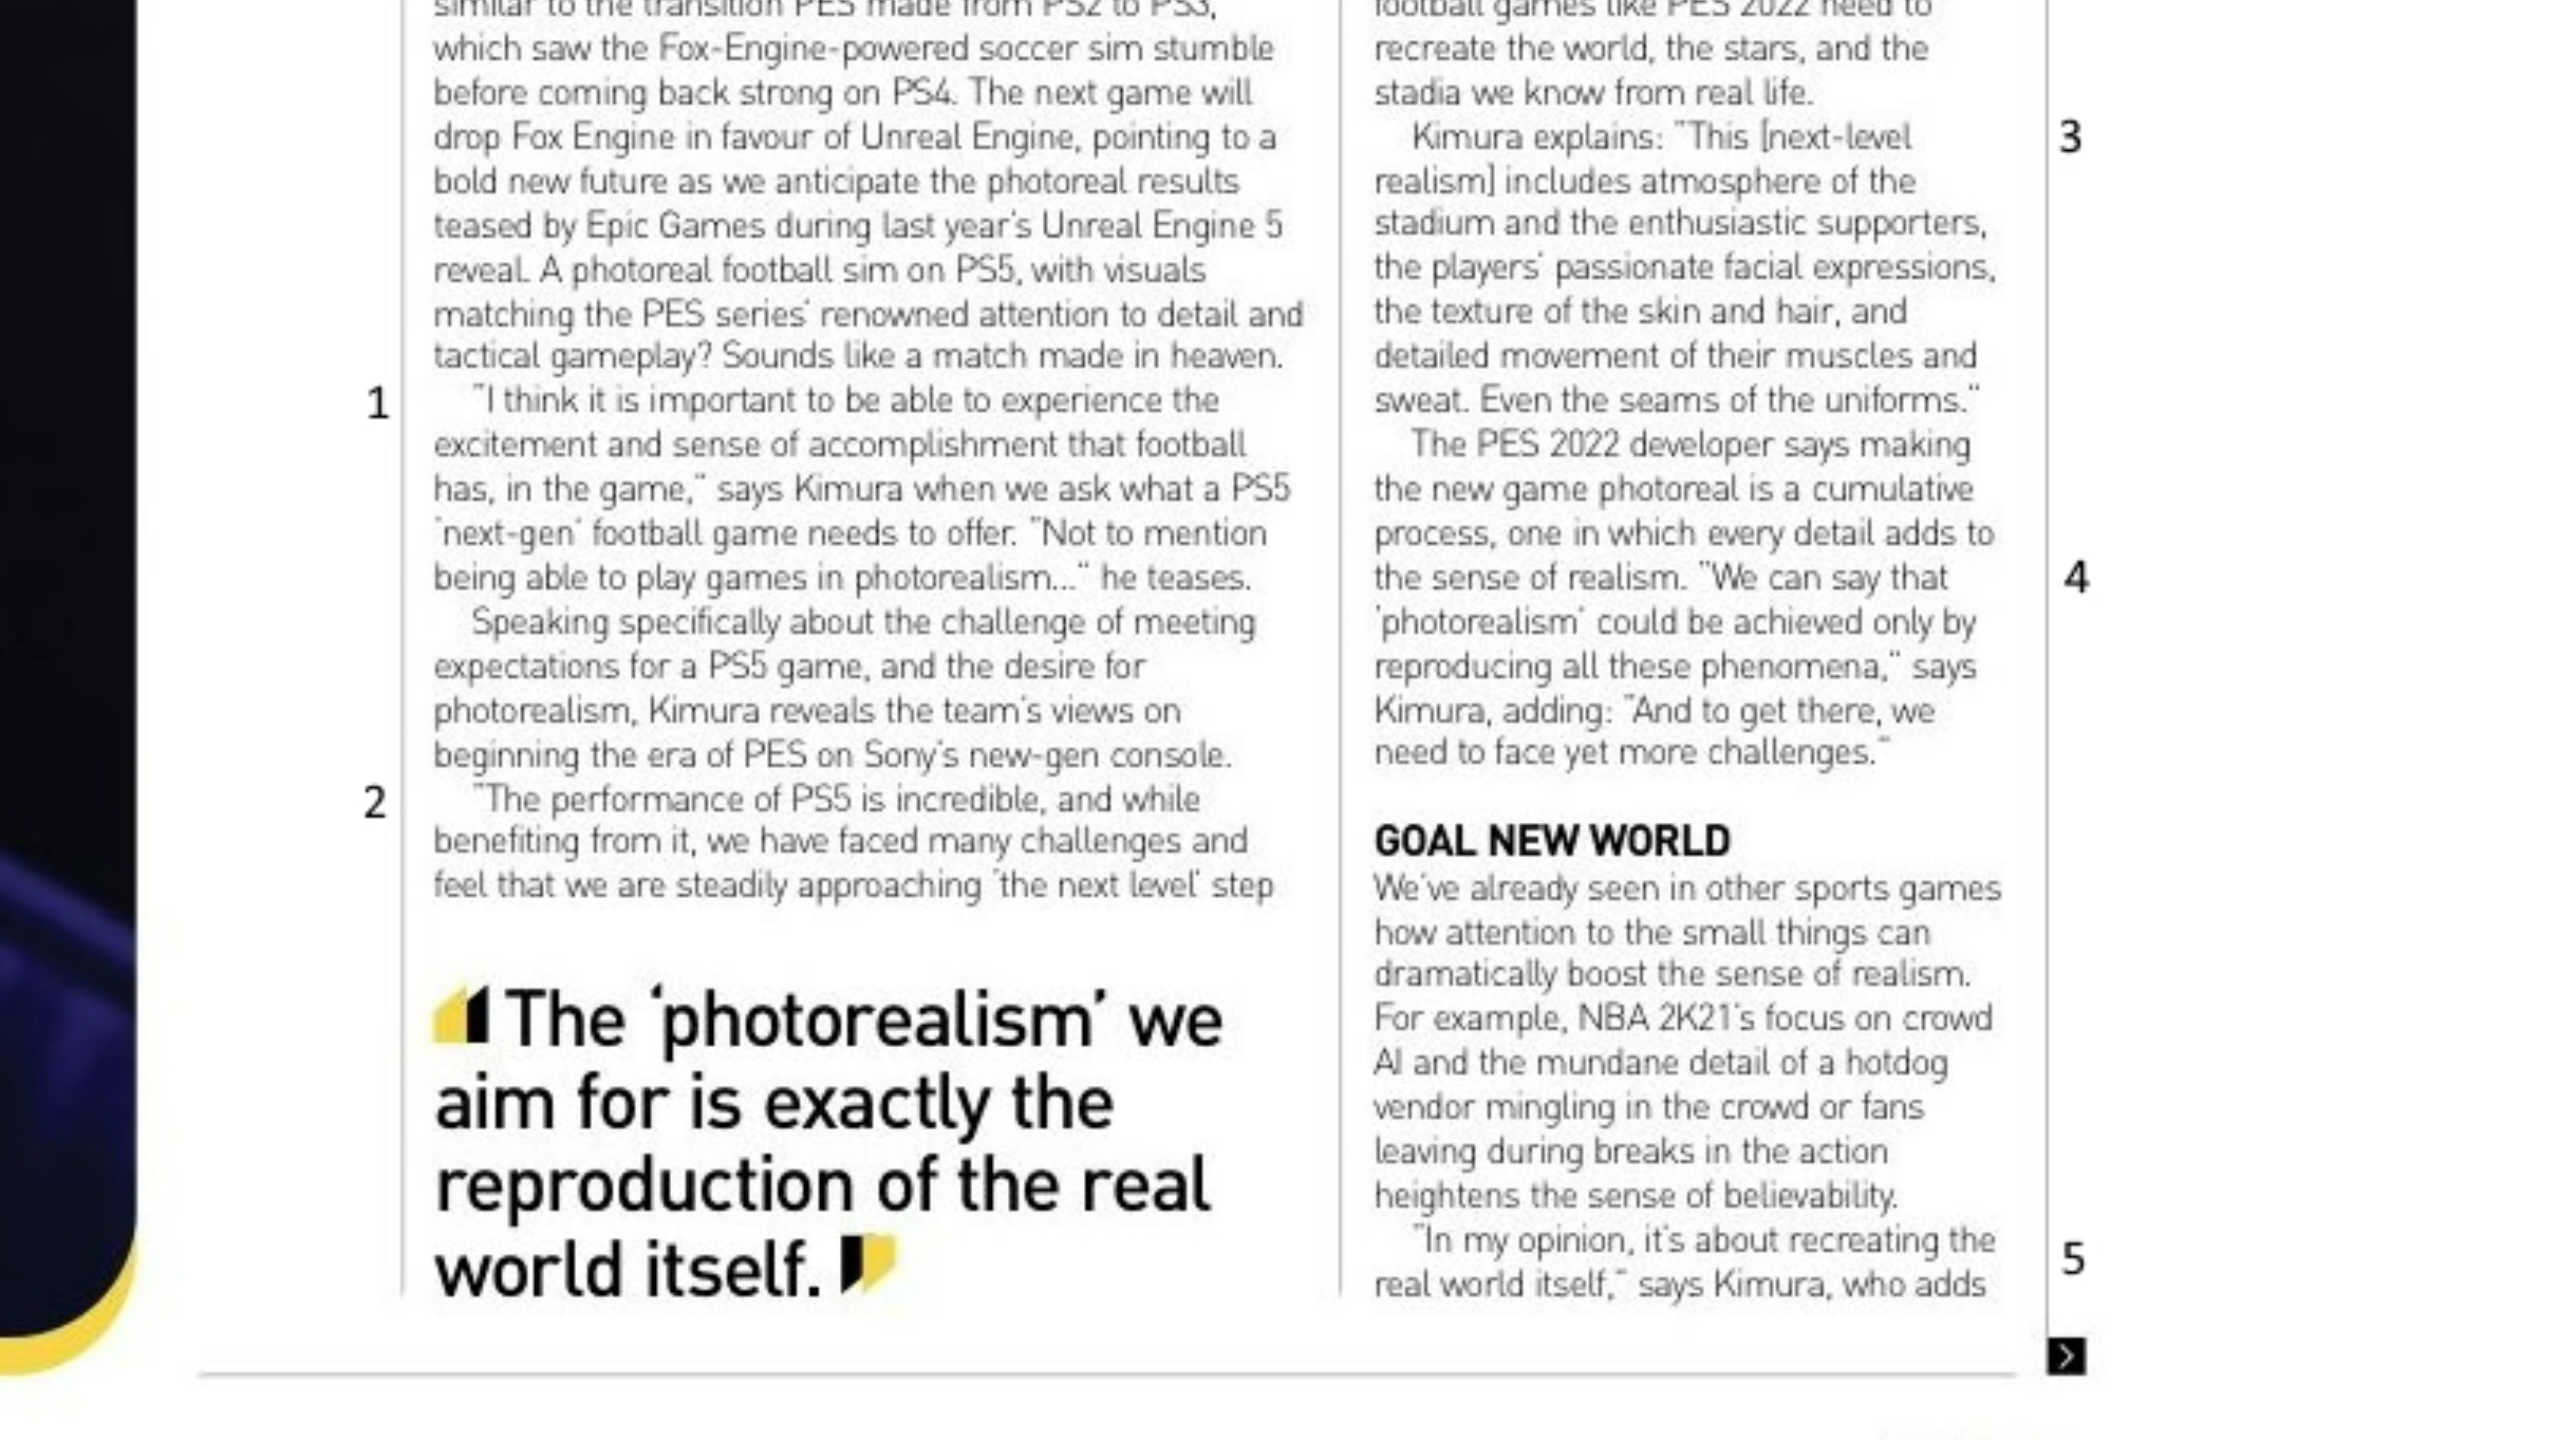 similar to the transition PES made from PS2 to PS3,
which saw the Fox-Engine-powered soccer sim stumble
before coming back strong on PS4. The next game will
drop Fox Engine in favour of Unreal Engine, pointing to a
bold new future as we anticipate the photoreal results
teased by Epic Games during last year's Unreal Engine 5
reveal. A photoreal football sim on PS5, with visuals
matching the PES series' renowned attention to detail and
tactical gameplay? Sounds like a match made in heaven.
1
"I think it is important to be able to experience the
excitement and sense of accomplishment that football
has, in the game," says Kimura when we ask what a PS5
'next-gen' football game needs to offer. "Not to mention
being able to play games in photorealism..." he teases.
Speaking specifically about the challenge of meeting
expectations for a PS5 game, and the desire for
photorealism, Kimura reveals the team's views on
beginning the era of PES on Sony's new-gen console.
2
"The performance of PS5 is incredible, and while
benefiting from it, we have faced many challenges and
feel that we are steadily approaching 'the next level' step
The 'photorealism' we
aim for is exactly the
reproduction of the real
world itself.
football games like PES 2022 need to
recreate the world, the stars, and the
stadia we know from real life.
Kimura explains: "This [next-level
3
realism] includes atmosphere of the
stadium and the enthusiastic supporters,
the players' passionate facial expressions,
the texture of the skin and hair, and
detailed movement of their muscles and
sweat. Even the seams of the uniforms."
The PES 2022 developer says making
the new game photoreal is a cumulative
process, one in which every detail adds to
the sense of realism. "We can say that
4
'photorealism' could be achieved only by
reproducing all these phenomena," says
Kimura, adding: "And to get there, we
need to face yet more challenges."
GOAL NEW WORLD
We've already seen in other sports games
how attention to the small things can
dramatically boost the sense of realism.
For example, NBA 2K21's focus on crowd
AI and the mundane detail of a hotdog
vendor mingling in the crowd or fans
leaving during breaks in the action
heightens the sense of believability.
"In my opinion, it's about recreating the
5
real world itself," says Kimura, who adds